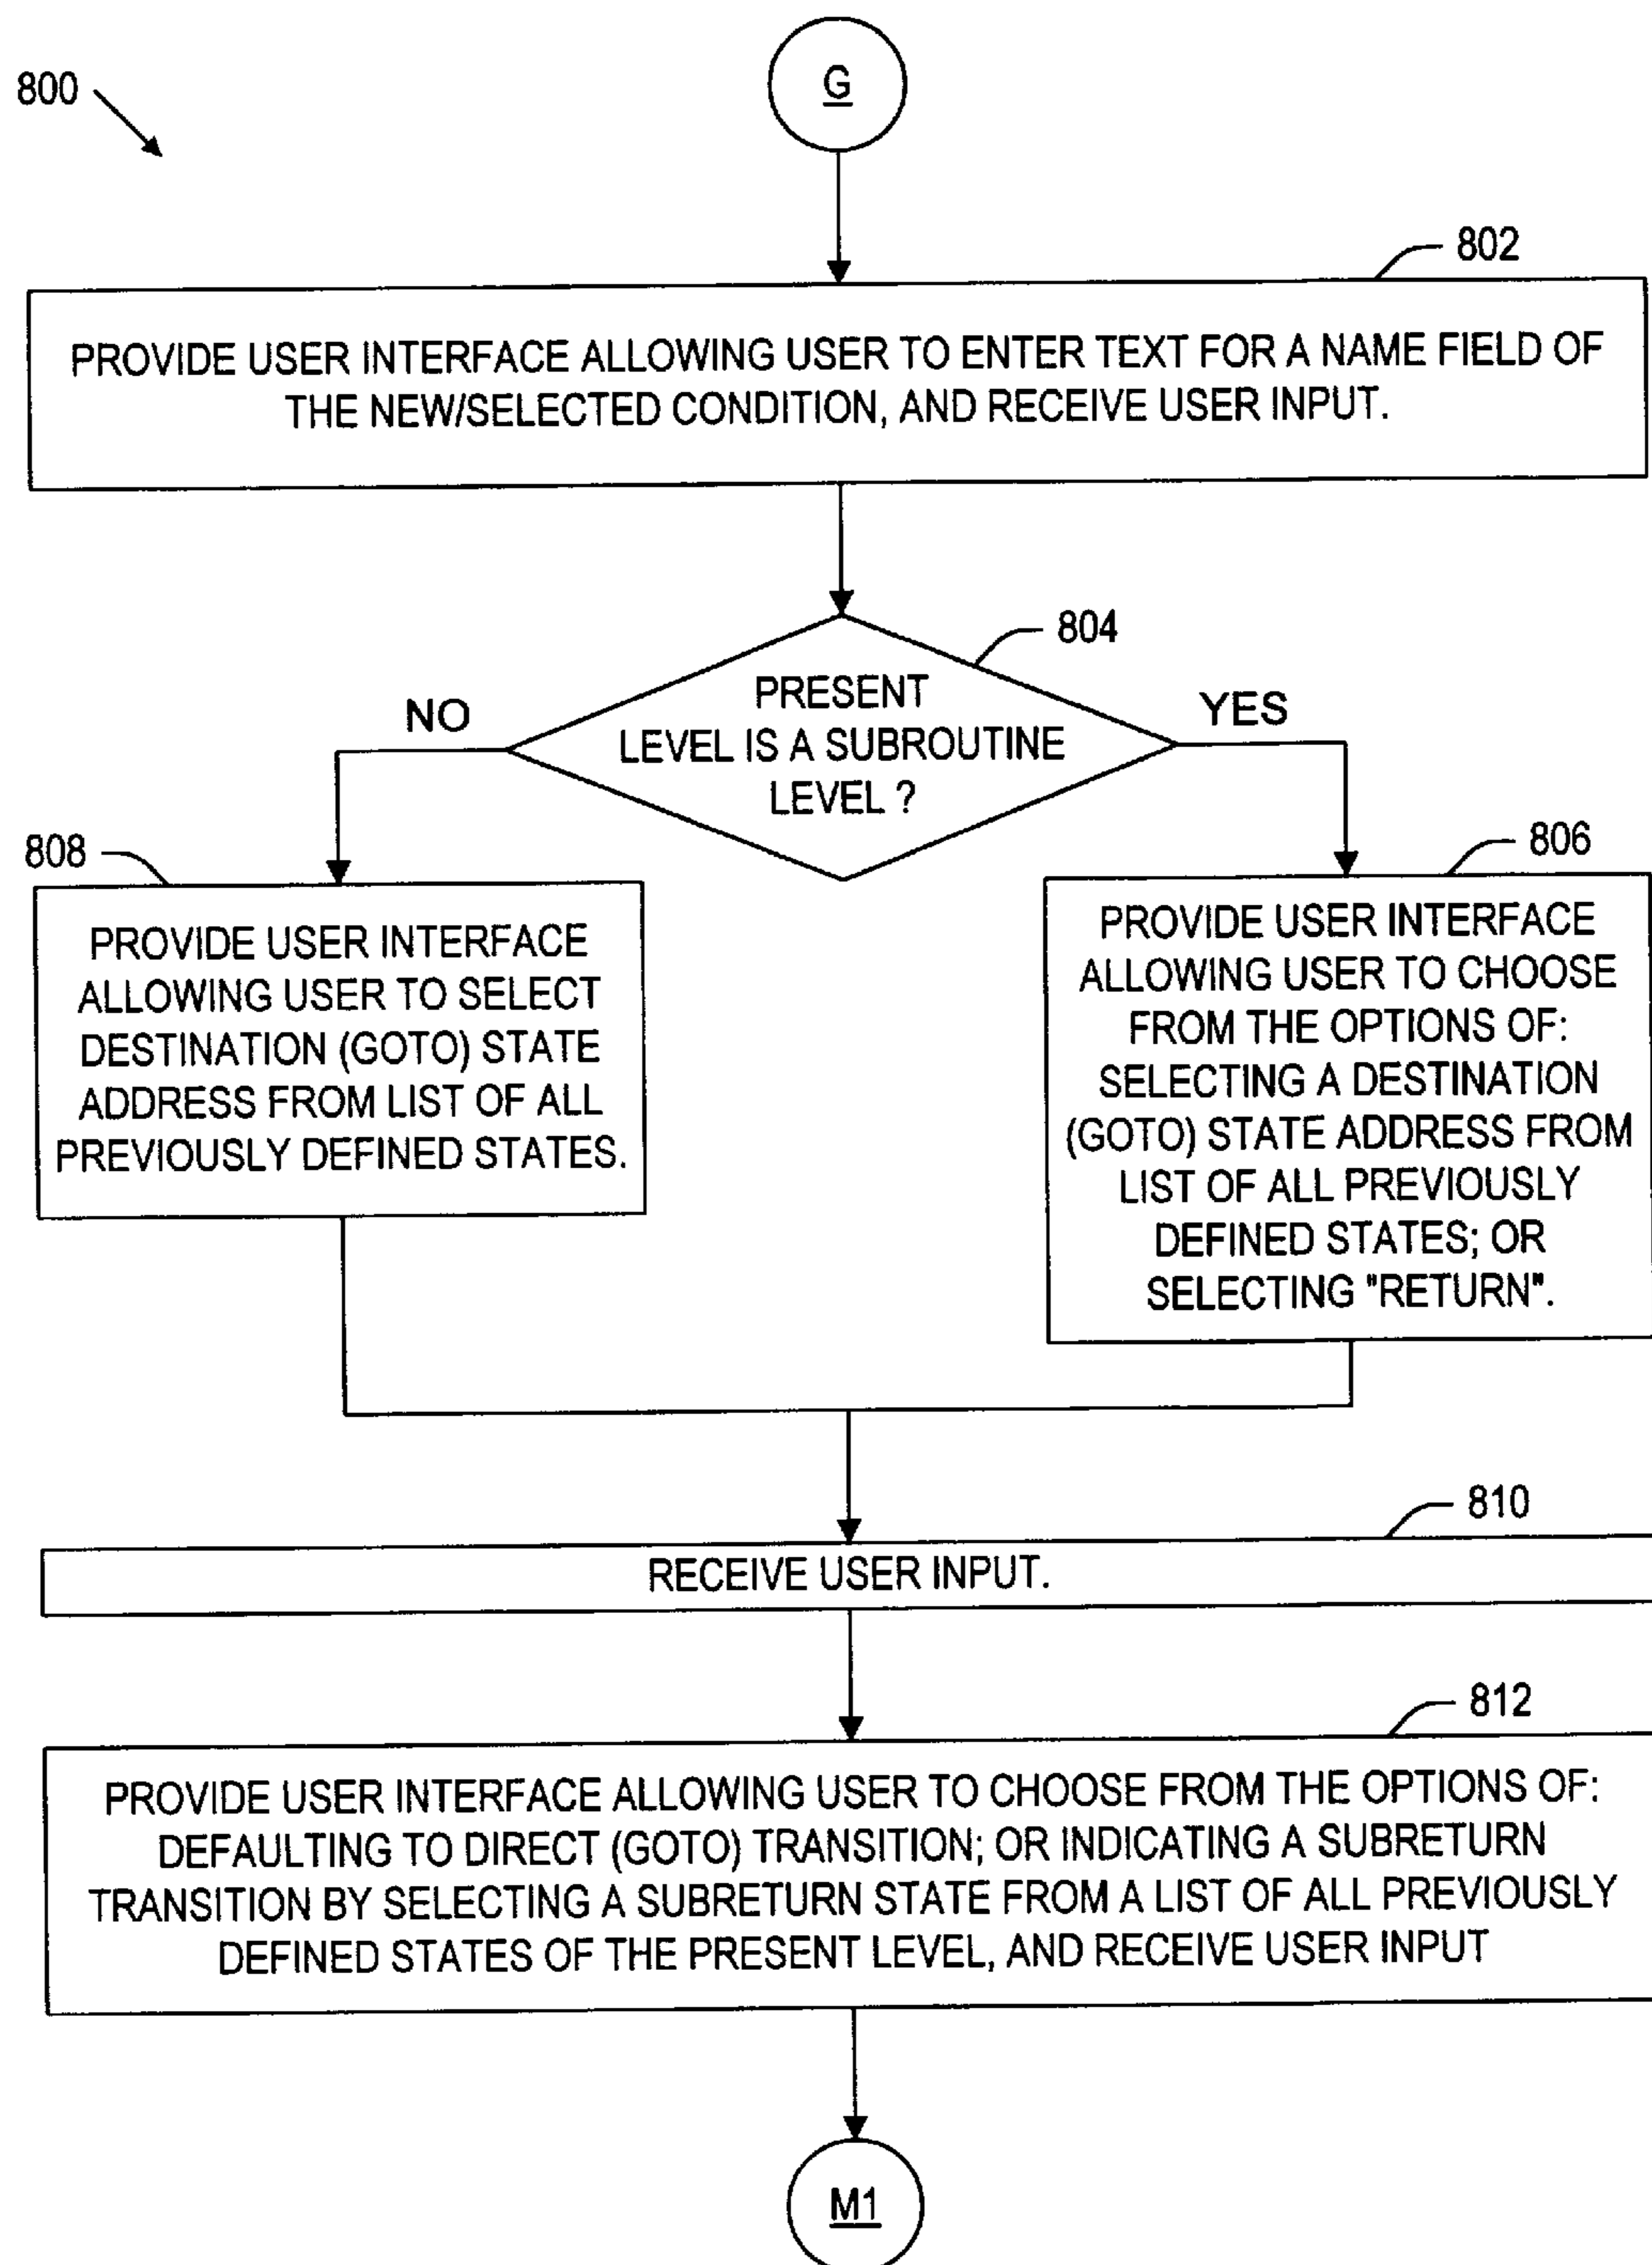 800
G
802
PROVIDE USER INTERFACE ALLOWING USER TO ENTER TEXT FOR A NAME FIELD OF
THE NEW/SELECTED CONDITION, AND RECEIVE USER INPUT.
804
PRESENT
LEVEL IS A SUBROUTINE
LEVEL ?
NO
YES
808
PROVIDE USER INTERFACE
ALLOWING USER TO SELECT
DESTINATION (GOTO) STATE
ADDRESS FROM LIST OF ALL
PREVIOUSLY DEFINED STATES.
806
PROVIDE USER INTERFACE
ALLOWING USER TO CHOOSE
FROM THE OPTIONS OF:
SELECTING A DESTINATION
(GOTO) STATE ADDRESS FROM
LIST OF ALL PREVIOUSLY
DEFINED STATES; OR
SELECTING "RETURN".
810
RECEIVE USER INPUT.
812
PROVIDE USER INTERFACE ALLOWING USER TO CHOOSE FROM THE OPTIONS OF:
DEFAULTING TO DIRECT (GOTO) TRANSITION; OR INDICATING A SUBRETURN
TRANSITION BY SELECTING A SUBRETURN STATE FROM A LIST OF ALL PREVIOUSLY
DEFINED STATES OF THE PRESENT LEVEL, AND RECEIVE USER INPUT
M1